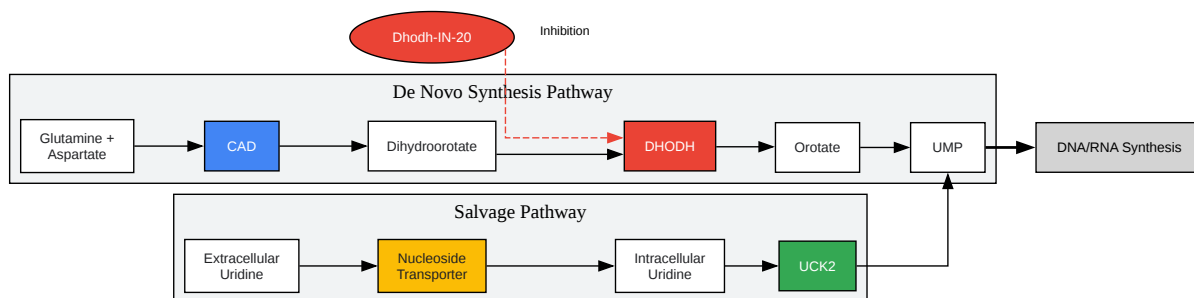 Dhodh-IN-20
Inhibition
De Novo Synthesis Pathway
Glutamine +
Aspartate
CAD
Dihydroorotate
DHODH
Orotate
UMP
DNA/RNA Synthesis
Salvage Pathway
Extracellular
Uridine
Nucleoside
Transporter
Intracellular
Uridine
UCK2